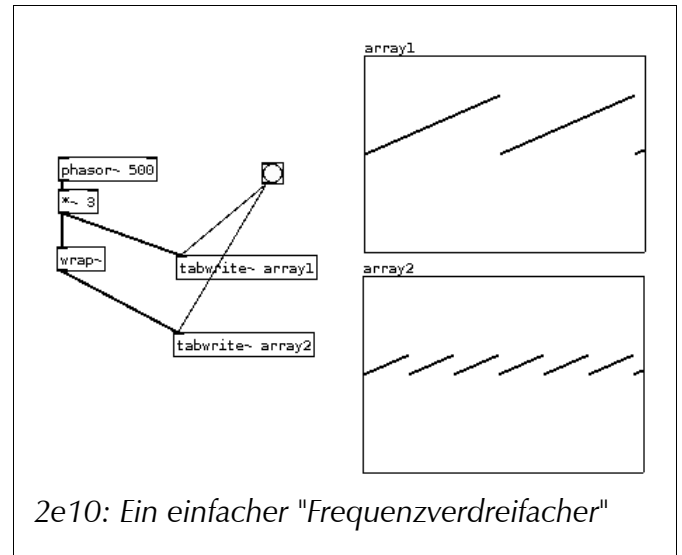 array1
phasor~ 500
*~ 3
wrap~
tabwrite~ array1
array2
tabwrite~ array2
2e10: Ein einfacher "Frequenzverdreifacher"